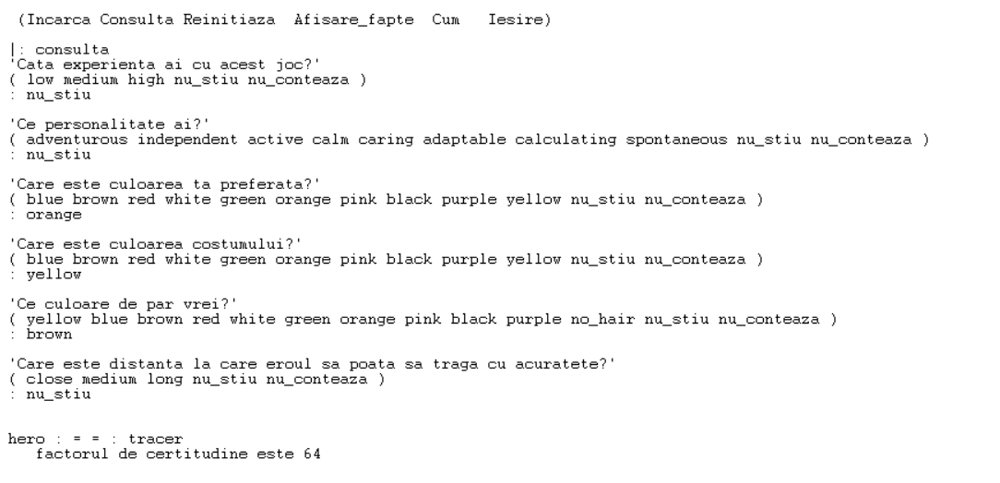 (Incarca Consulta Reinitiaza Afisare_fapte Cum Iesire)
|: consulta
'Cata experienta ai cu acest joc?'
( low medium high nu_stiu nu_conteaza )
: nu_stiu
'Ce personalitate ai?'
( adventurous independent active calm caring adaptable calculating spontaneous nu_stiu nu_conteaza )
: nu_stiu
'Care este culoarea ta preferata?'
( blue brown red white green orange pink black purple yellow nu_stiu nu_conteaza )
: orange
'Care este culoarea costumului?'
( blue brown red white green orange pink black purple yellow nu_stiu nu_conteaza )
: yellow
'Ce culoare de par vrei?'
( yellow blue brown red white green orange pink black purple no_hair nu_stiu nu_conteaza )
: brown
'Care este distanta la care eroul sa poata sa traga cu acuratete?'
( close medium long nu_stiu nu_conteaza )
: nu_stiu
hero : = = : tracer
factorul de certitudine este 64